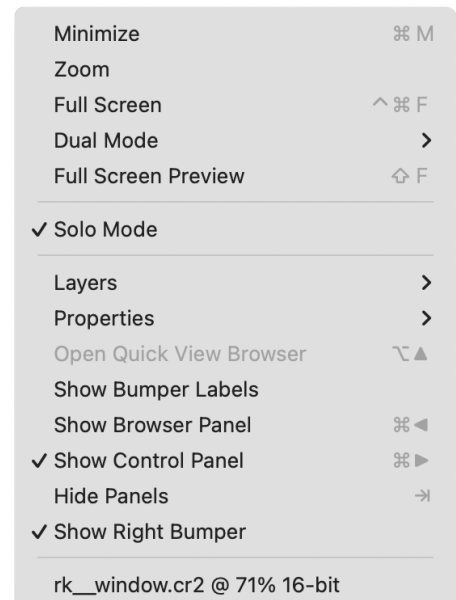 Minimize ⌘ M
Zoom
Full Screen ^ ⌘ F
Dual Mode >
Full Screen Preview ⇧ F
✓ Solo Mode
Layers >
Properties >
Open Quick View Browser ⌥ ▲
Show Bumper Labels
Show Browser Panel ⌘ ◀
✓ Show Control Panel ⌘ ▶
Hide Panels ⇥
✓ Show Right Bumper
rk__window.cr2 @ 71% 16-bit